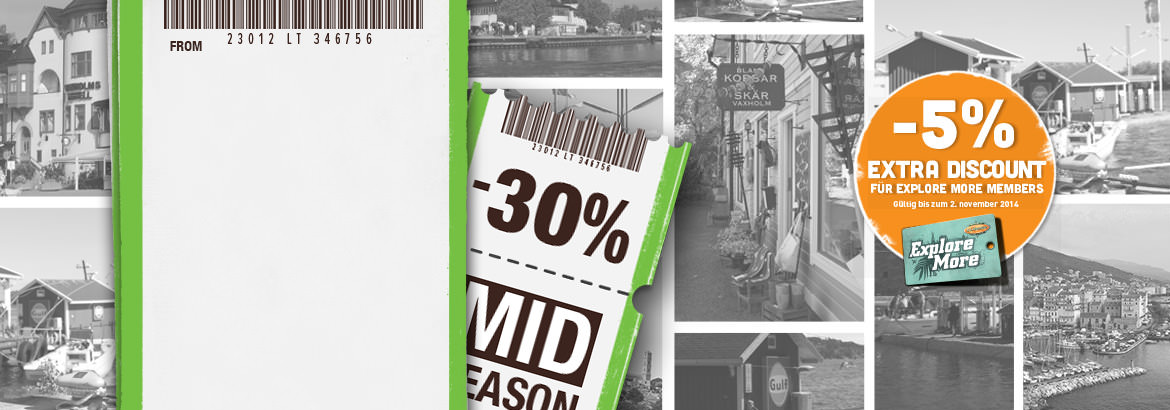 23012 LT 346756
FROM
23012 LT 346756
-30%
MID
EASON
BLAN
KORSAR
&
SKÄR
VAXHOLM
Gulf
-5%
EXTRA DISCOUNT
FÜR EXPLORE MORE MEMBERS
Gültig bis zum 2. november 2014
Explore
More